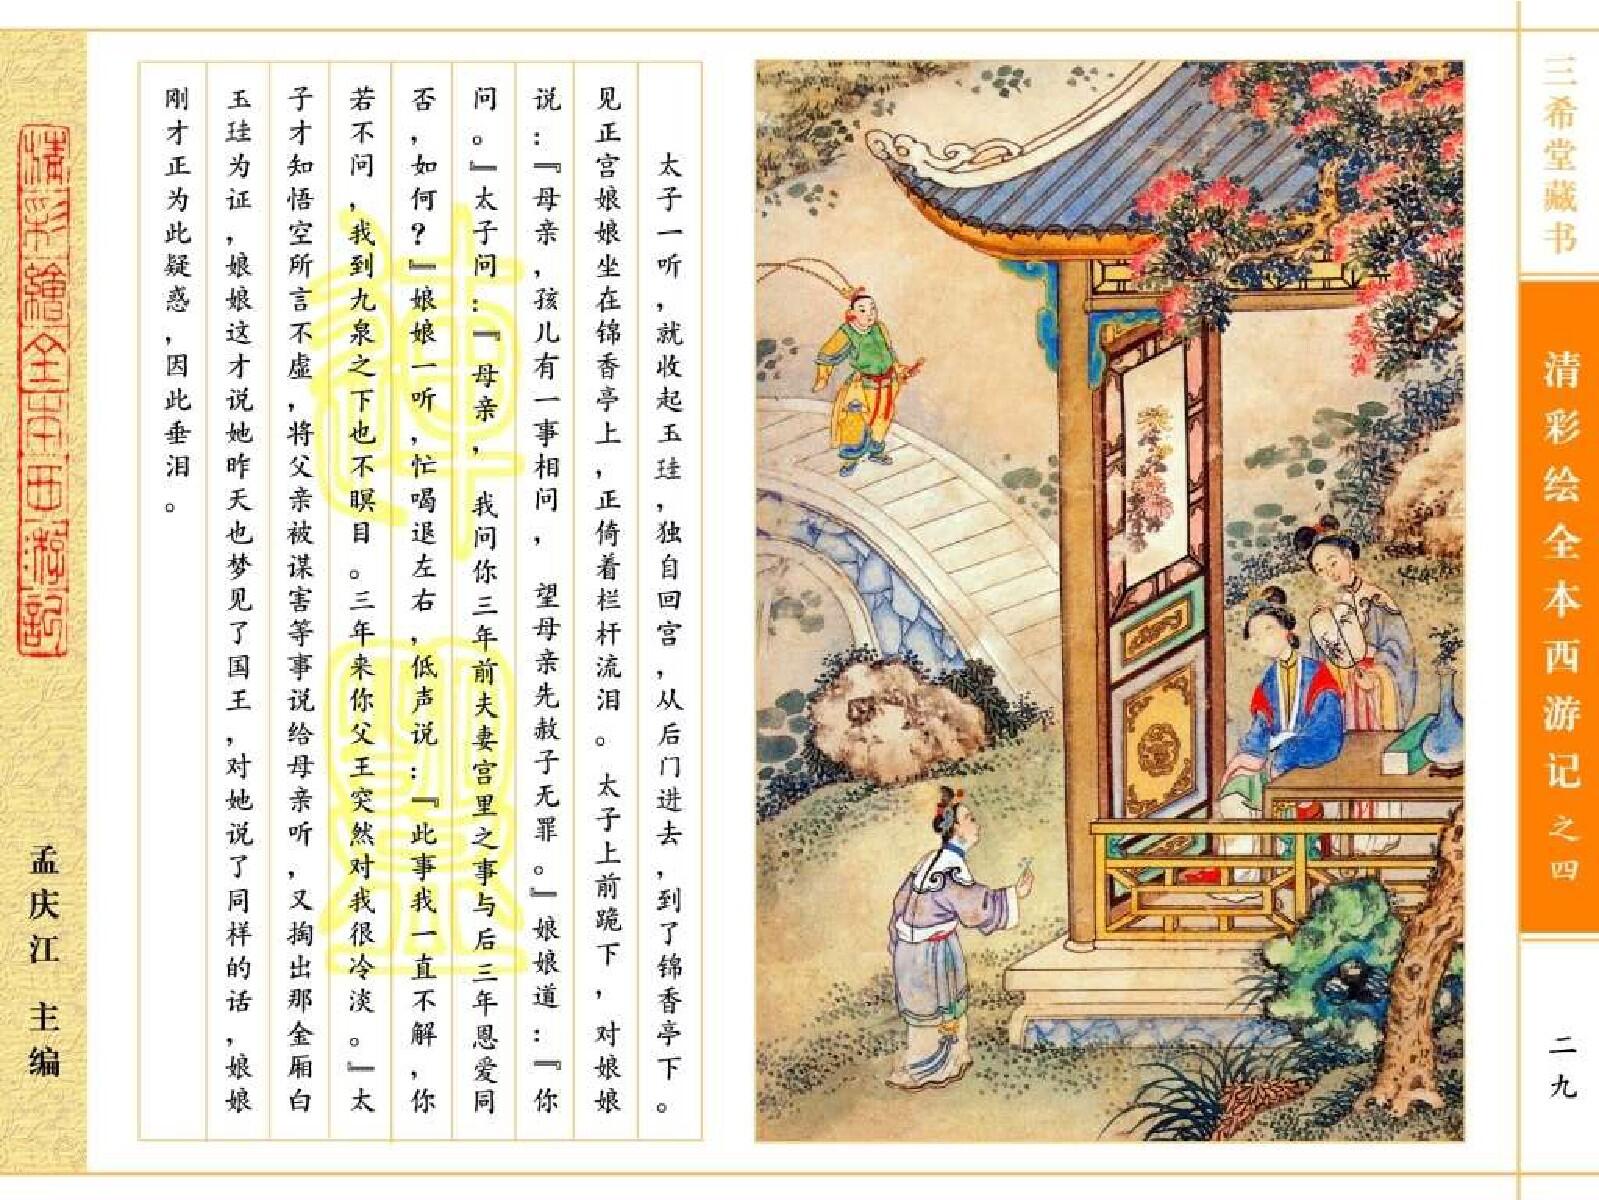 三希堂藏书
清彩绘全本西游记之四
二九
太子一听，就收起玉珪，独自回宫，从后门进去，到了锦香亭下。
见正宫娘娘坐在锦香亭上，正倚着栏杆流泪。太子上前跪下，对娘娘
说：『母亲，孩儿有一事相问，望母亲先赦子无罪。』娘娘道：『你
问。』太子问：『母亲，我问你三年前夫妻宫里之事与后三年恩爱同
否，如何？』娘娘一听，忙喝退左右，低声说：『此事我一直不解，你
若不问，我到九泉之下也不瞑目。三年来你父王突然对我很冷淡。』太
子才知悟空所言不虚，将父亲被谋害等事说给母亲听，又掏出那金厢白
玉珪为证，娘娘这才说她昨天也梦见了国王，对她说了同样的话，娘娘
刚才正为此疑惑，因此垂泪。
清彩繪全本西游記
孟庆江 主编